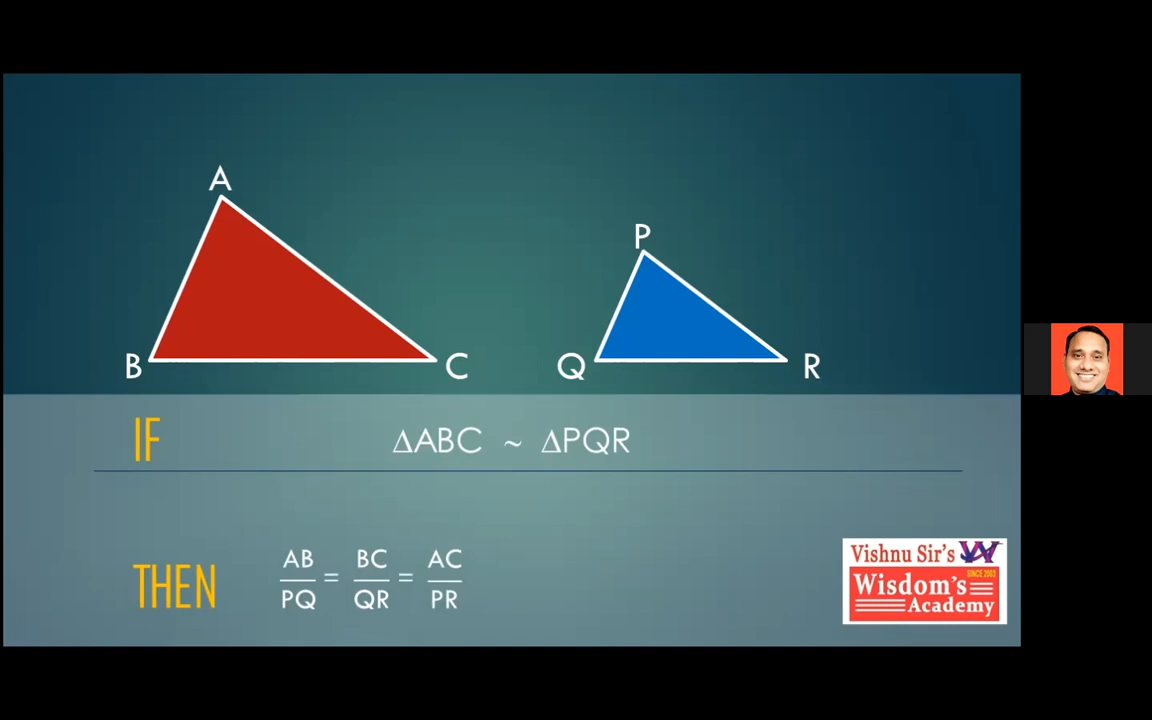 A
P
B
C
Q
R
IF
ΔABC ~ ΔPQR
THEN
AB/PQ = BC/QR = AC/PR
Vishnu Sir's W
SINCE 2003
Wisdom's
Academy